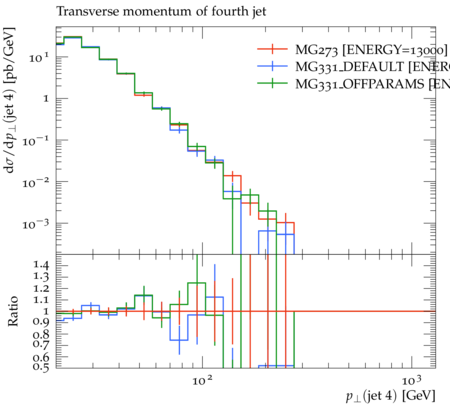 Transverse momentum of fourth jet
dσ/dp⊥(jet 4) [pb/GeV]
10¹
1
10⁻¹
10⁻²
10⁻³
MG273 [ENERGY=13000]
MG331_DEFAULT [ENERG
MG331_OFFPARAMS [EN
Ratio
1.4
1.3
1.2
1.1
1
0.9
0.8
0.7
0.6
0.5
10²
10³
p⊥(jet 4) [GeV]